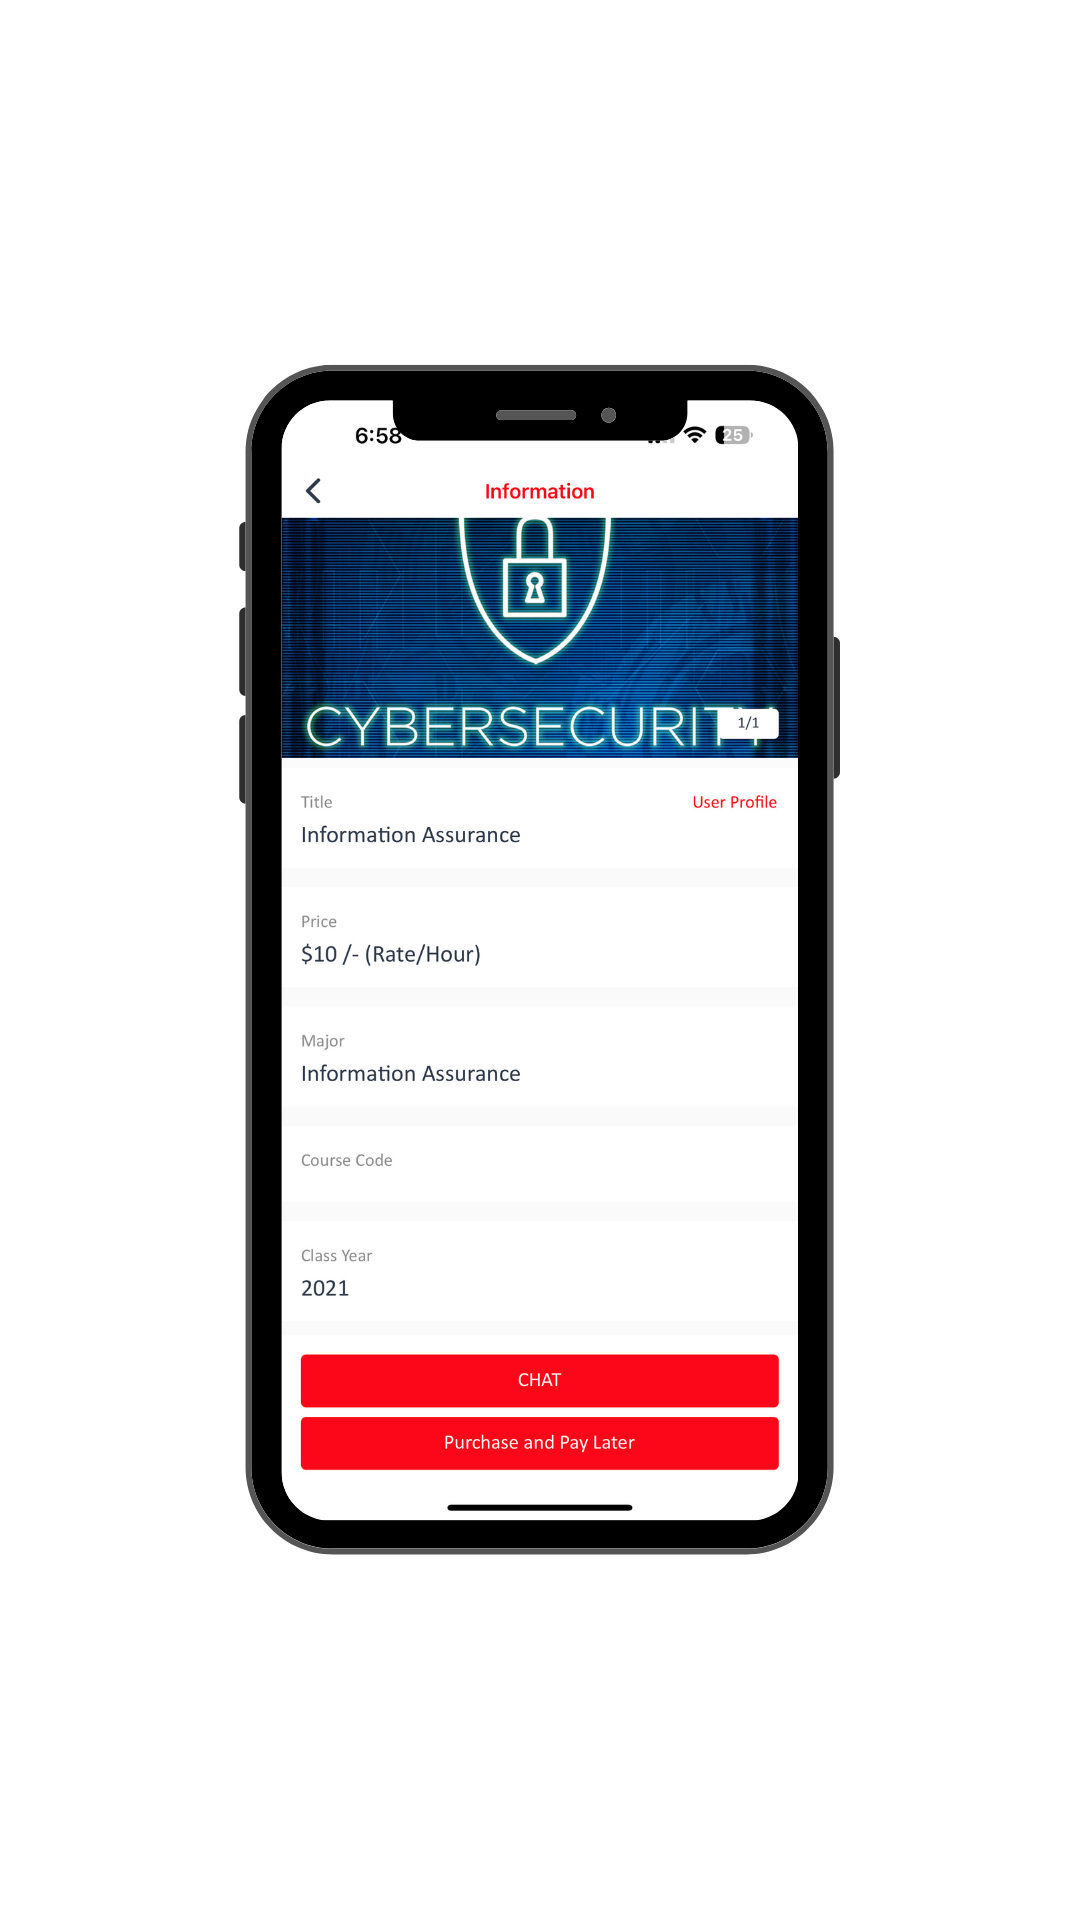 6:58
25
Information
CYBERSECURITY
1/1
Title
User Profile
Information Assurance
Price
$10 /- (Rate/Hour)
Major
Information Assurance
Course Code
Class Year
2021
CHAT
Purchase and Pay Later